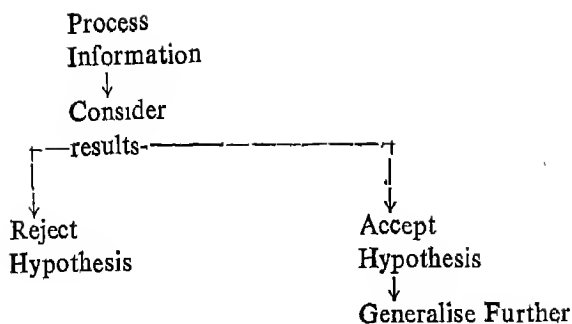 Process
Information
Consider
results
Reject
Hypothesis
Accept
Hypothesis
Generalise Further